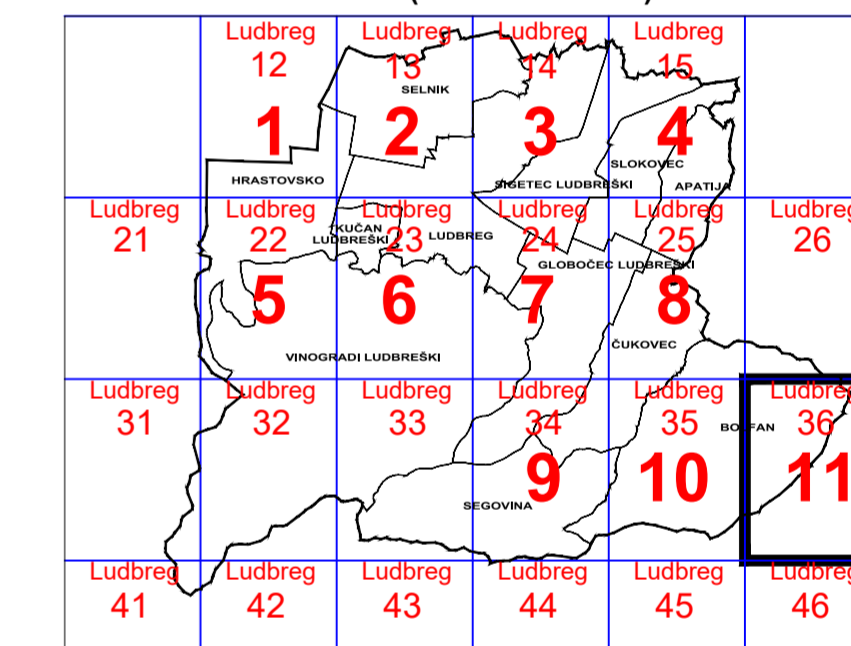 Ludbreg Ludbreg Ludbreg Ludbreg
12 13 14 15
SELNIK
1 2 3 4
SLOKOVEC
HRASTOVSKO SIGETEC LUDBREŠKI APATIJA
Ludbreg Ludbreg Ludbreg Ludbreg Ludbreg Ludbreg
21 22 23 24 25 26
KUČAN
LUDBREŠKI LUDBREG
GLOBOČEC LUDBREŠKI
5 6 7 8
ČUKOVEC
VINOGRADI LUDBREŠKI
Ludbreg Ludbreg Ludbreg Ludbreg Ludbreg Ludbreg
31 32 33 34 35 36
BOLFAN
9 10 11
SEGOVINA
Ludbreg Ludbreg Ludbreg Ludbreg Ludbreg Ludbreg
41 42 43 44 45 46